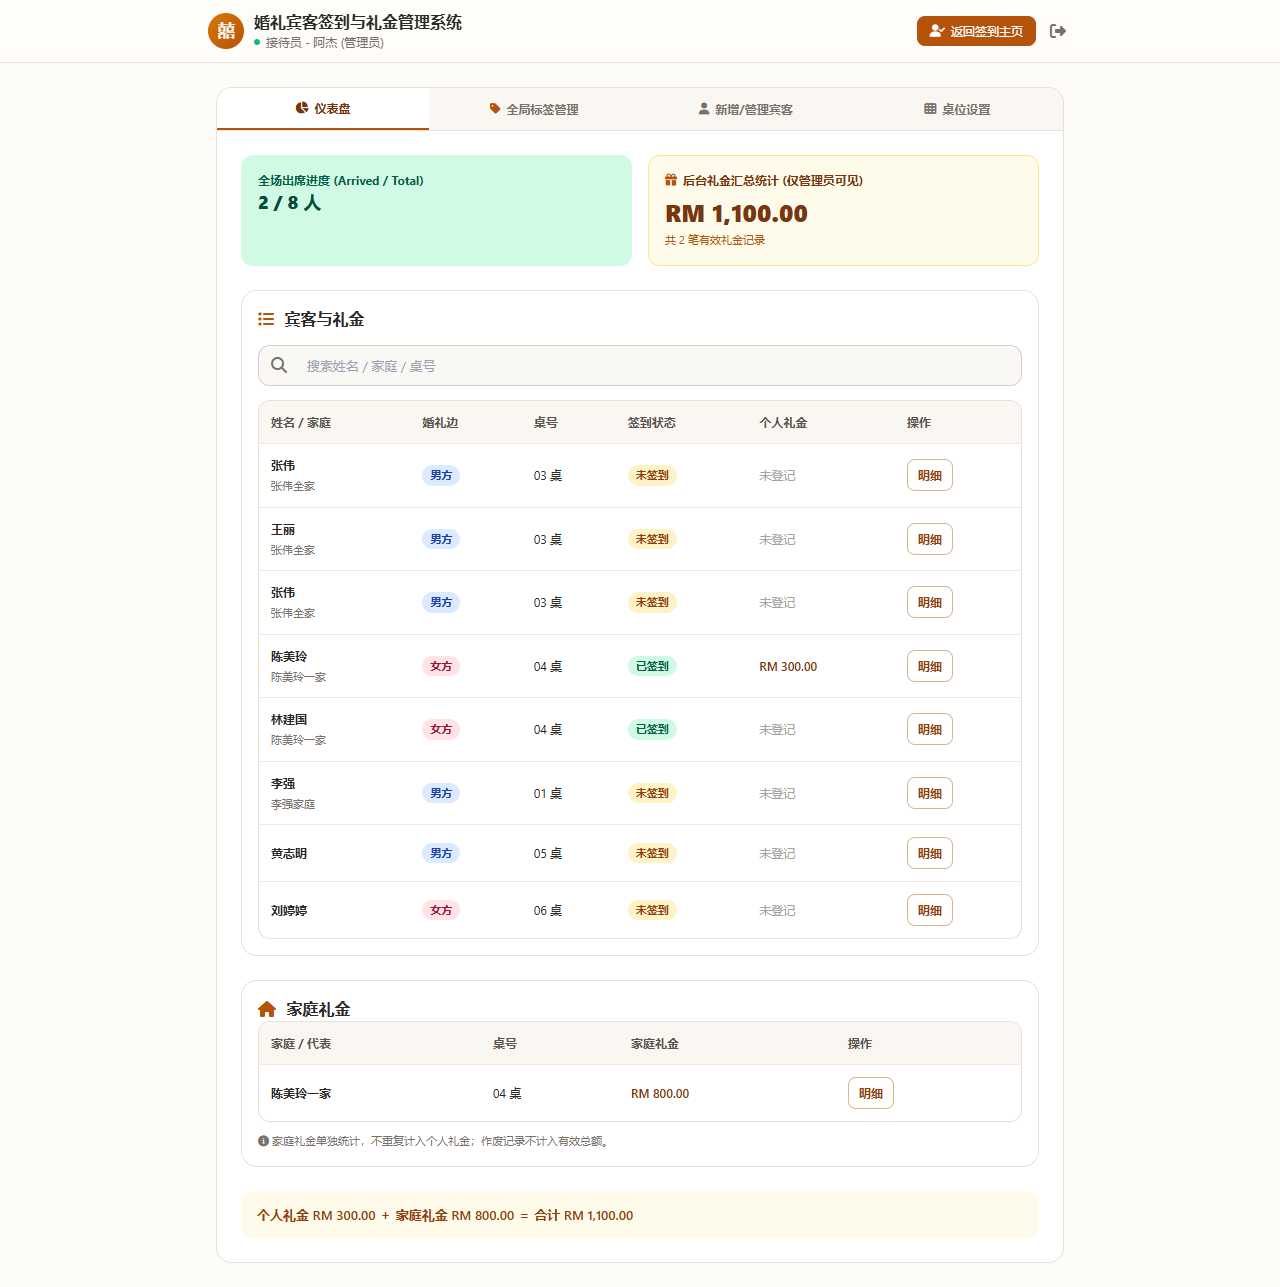 囍
婚礼宾客签到与礼金管理系统
接待员 - 阿杰 (管理员)
返回签到主页
仪表盘
全局标签管理
新增/管理宾客
桌位设置
全场出席进度 (Arrived / Total)
2 / 8 人
后台礼金汇总统计 (仅管理员可见)
RM 1,100.00
共 2 笔有效礼金记录
宾客与礼金
搜索姓名 / 家庭 / 桌号
姓名 / 家庭 婚礼边 桌号 签到状态 个人礼金 操作
张伟
张伟全家
男方 03 桌 未签到 未登记 明细
王丽
张伟全家
男方 03 桌 未签到 未登记 明细
张伟
张伟全家
男方 03 桌 未签到 未登记 明细
陈美玲
陈美玲一家
女方 04 桌 已签到 RM 300.00 明细
林建国
陈美玲一家
女方 04 桌 已签到 未登记 明细
李强
李强家庭
男方 01 桌 未签到 未登记 明细
黄志明 男方 05 桌 未签到 未登记 明细
刘婷婷 女方 06 桌 未签到 未登记 明细
家庭礼金
家庭 / 代表 桌号 家庭礼金 操作
陈美玲一家 04 桌 RM 800.00 明细
家庭礼金单独统计，不重复计入个人礼金；作废记录不计入有效总额。
个人礼金 RM 300.00 + 家庭礼金 RM 800.00 = 合计 RM 1,100.00